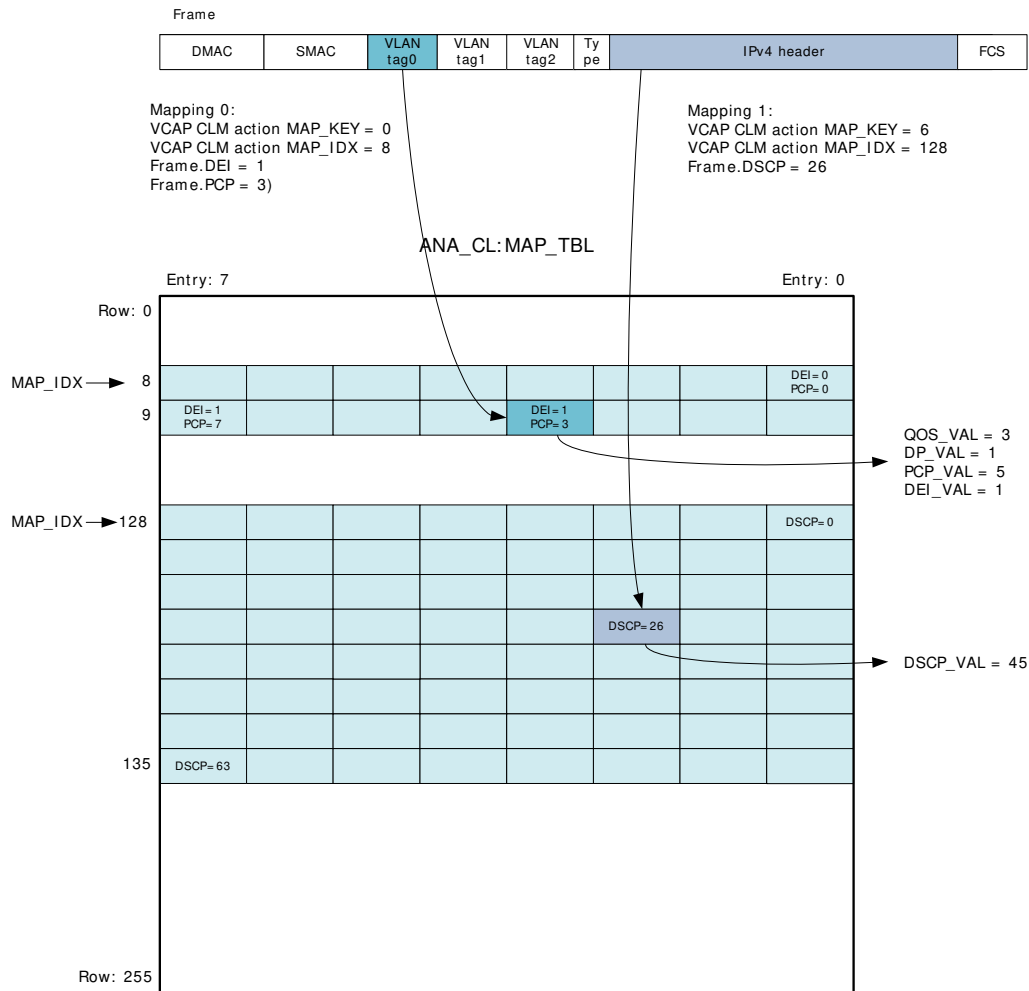 Frame
DMAC
SMAC
VLAN
tag0
VLAN
tag1
VLAN
tag2
Ty
pe
IPv4 header
FCS
Mapping 0:
VCAP CLM action MAP_KEY = 0
VCAP CLM action MAP_IDX = 8
Frame.DEI = 1
Frame.PCP = 3)
Mapping 1:
VCAP CLM action MAP_KEY = 6
VCAP CLM action MAP_IDX = 128
Frame.DSCP = 26
ANA_CL:MAP_TBL
Entry: 7
Entry: 0
Row: 0
MAP_IDX
8
DEI=0
PCP=0
9
DEI=1
PCP=7
DEI=1
PCP=3
QOS_VAL = 3
DP_VAL = 1
PCP_VAL = 5
DEI_VAL = 1
MAP_IDX
128
DSCP=0
DSCP=26
DSCP_VAL = 45
135
DSCP=63
Row: 255